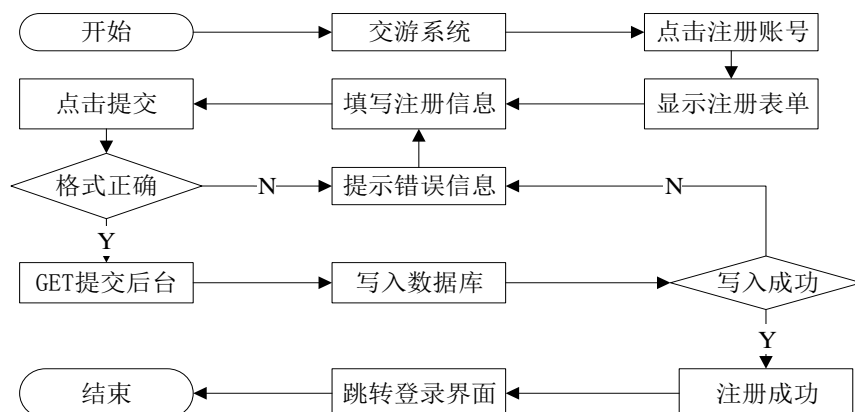 开始
交游系统
点击注册账号
点击提交
填写注册信息
显示注册表单
格式正确
N
提示错误信息
N
Y
GET提交后台
写入数据库
写入成功
Y
结束
跳转登录界面
注册成功